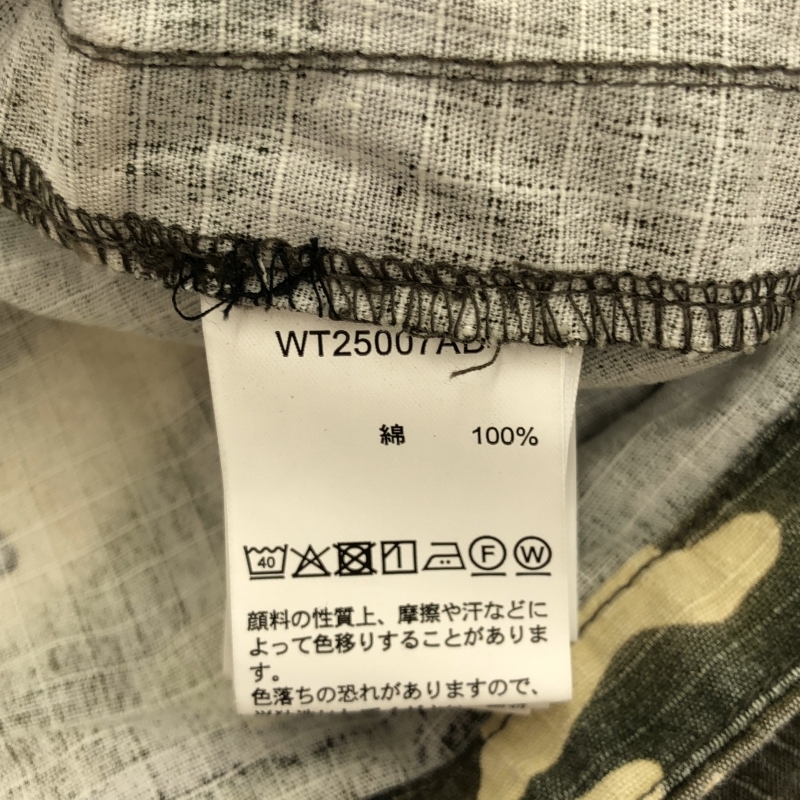 WT25007AD
綿 100%
40 F W
顔料の性質上、摩擦や汗などに
よって色移りすることがありま
す。
色落ちの恐れがありますので、